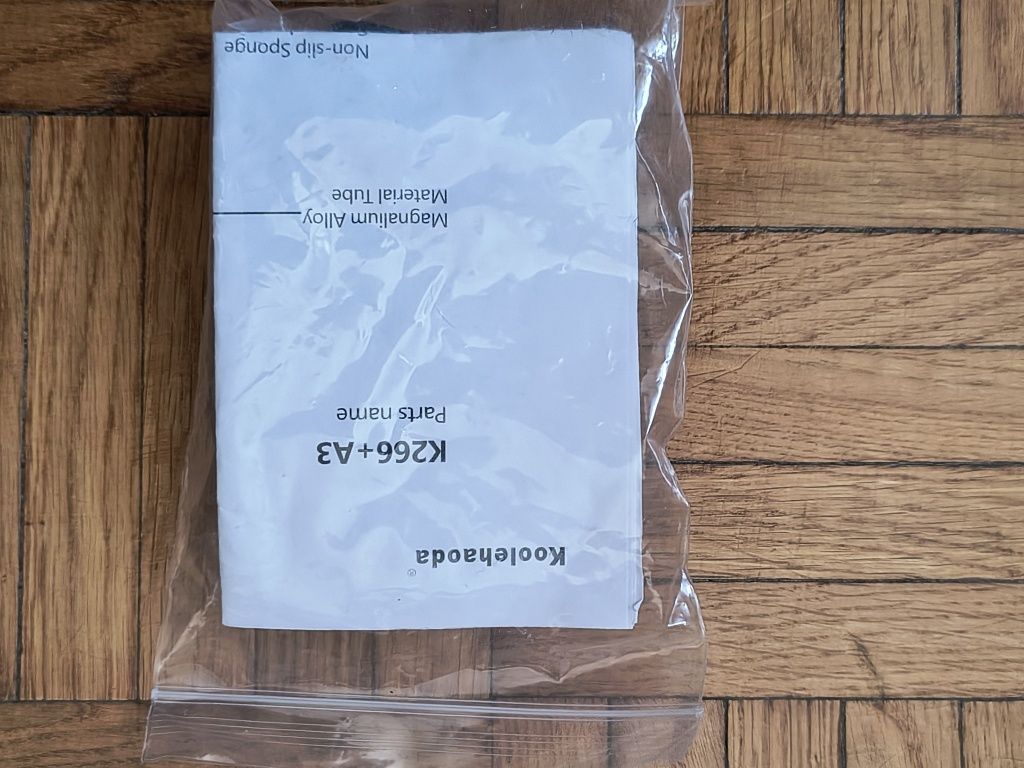 Koolehaoda®
K266+A3
Parts name
Magnalium Alloy
Material Tube
Non-slip Sponge